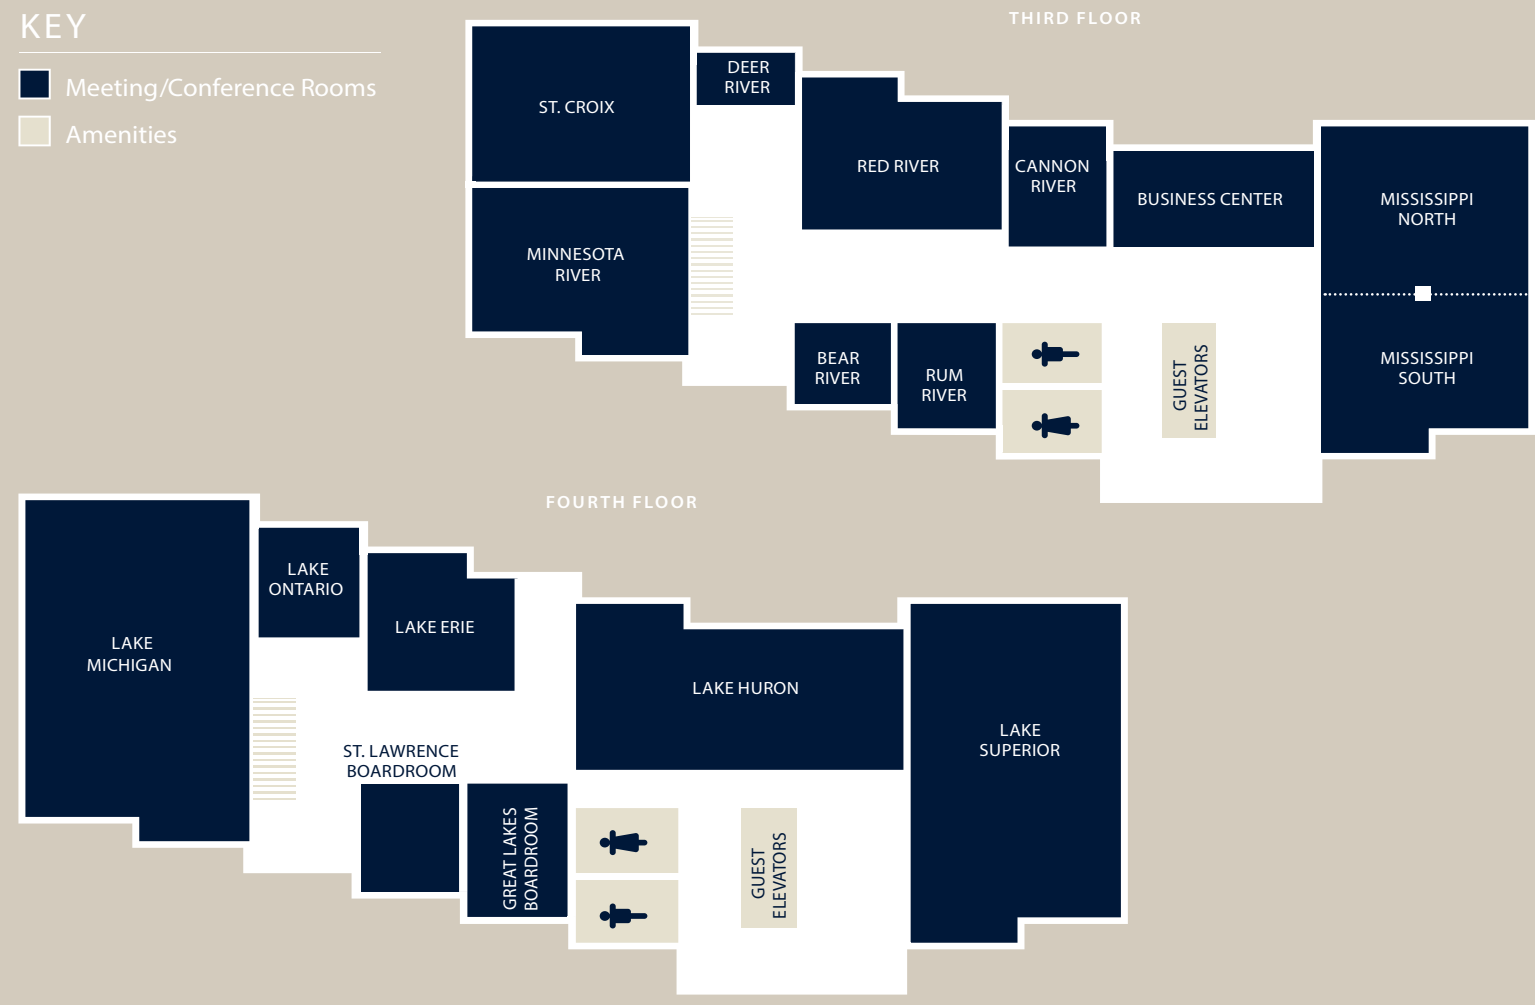 KEY
Meeting/Conference Rooms
Amenities
THIRD FLOOR
ST. CROIX
DEER
RIVER
RED RIVER
CANNON
RIVER
BUSINESS CENTER
MISSISSIPPI
NORTH
MINNESOTA
RIVER
BEAR
RIVER
RUM
RIVER
GUEST
ELEVATORS
MISSISSIPPI
SOUTH
FOURTH FLOOR
LAKE
MICHIGAN
LAKE
ONTARIO
LAKE ERIE
LAKE HURON
LAKE
SUPERIOR
ST. LAWRENCE
BOARDROOM
GREAT LAKES
BOARDROOM
GUEST
ELEVATORS